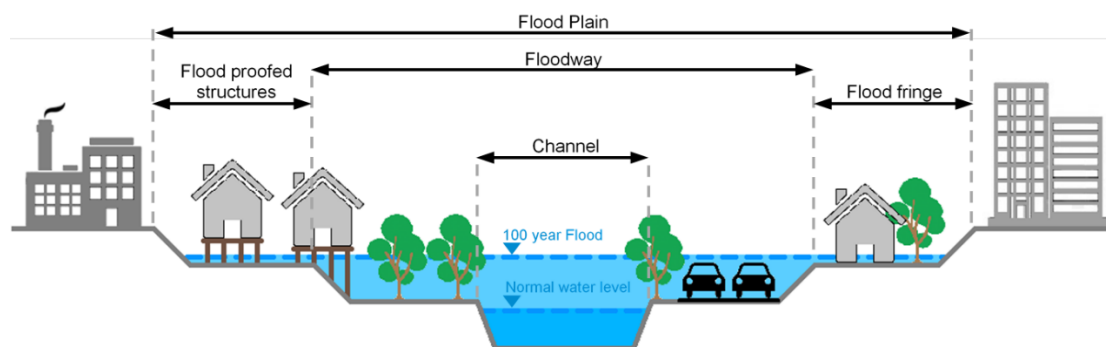 Flood Plain
Floodway
Flood proofed
structures
Flood fringe
Channel
100 year Flood
Normal water level